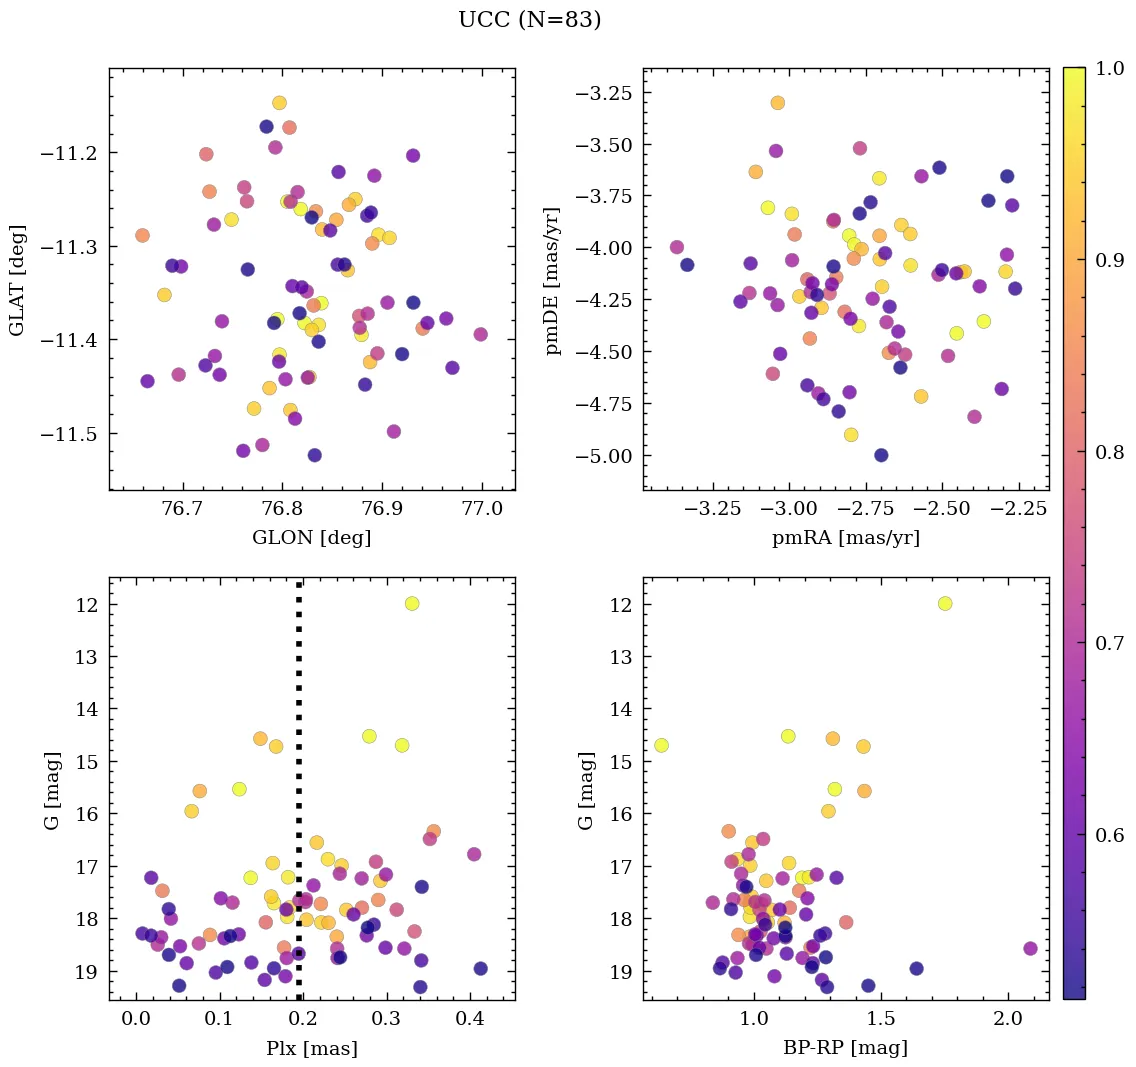 UCC (N=83)
−11.2
−11.3
−11.4
−11.5
GLAT [deg]
76.7 76.8 76.9 77.0
GLON [deg]
−3.25
−3.50
−3.75
−4.00
−4.25
−4.50
−4.75
−5.00
pmDE [mas/yr]
−3.25 −3.00 −2.75 −2.50 −2.25
pmRA [mas/yr]
1.0
0.9
0.8
0.7
0.6
12
13
14
15
16
17
18
19
G [mag]
0.0 0.1 0.2 0.3 0.4
Plx [mas]
12
13
14
15
16
17
18
19
G [mag]
1.0 1.5 2.0
BP-RP [mag]